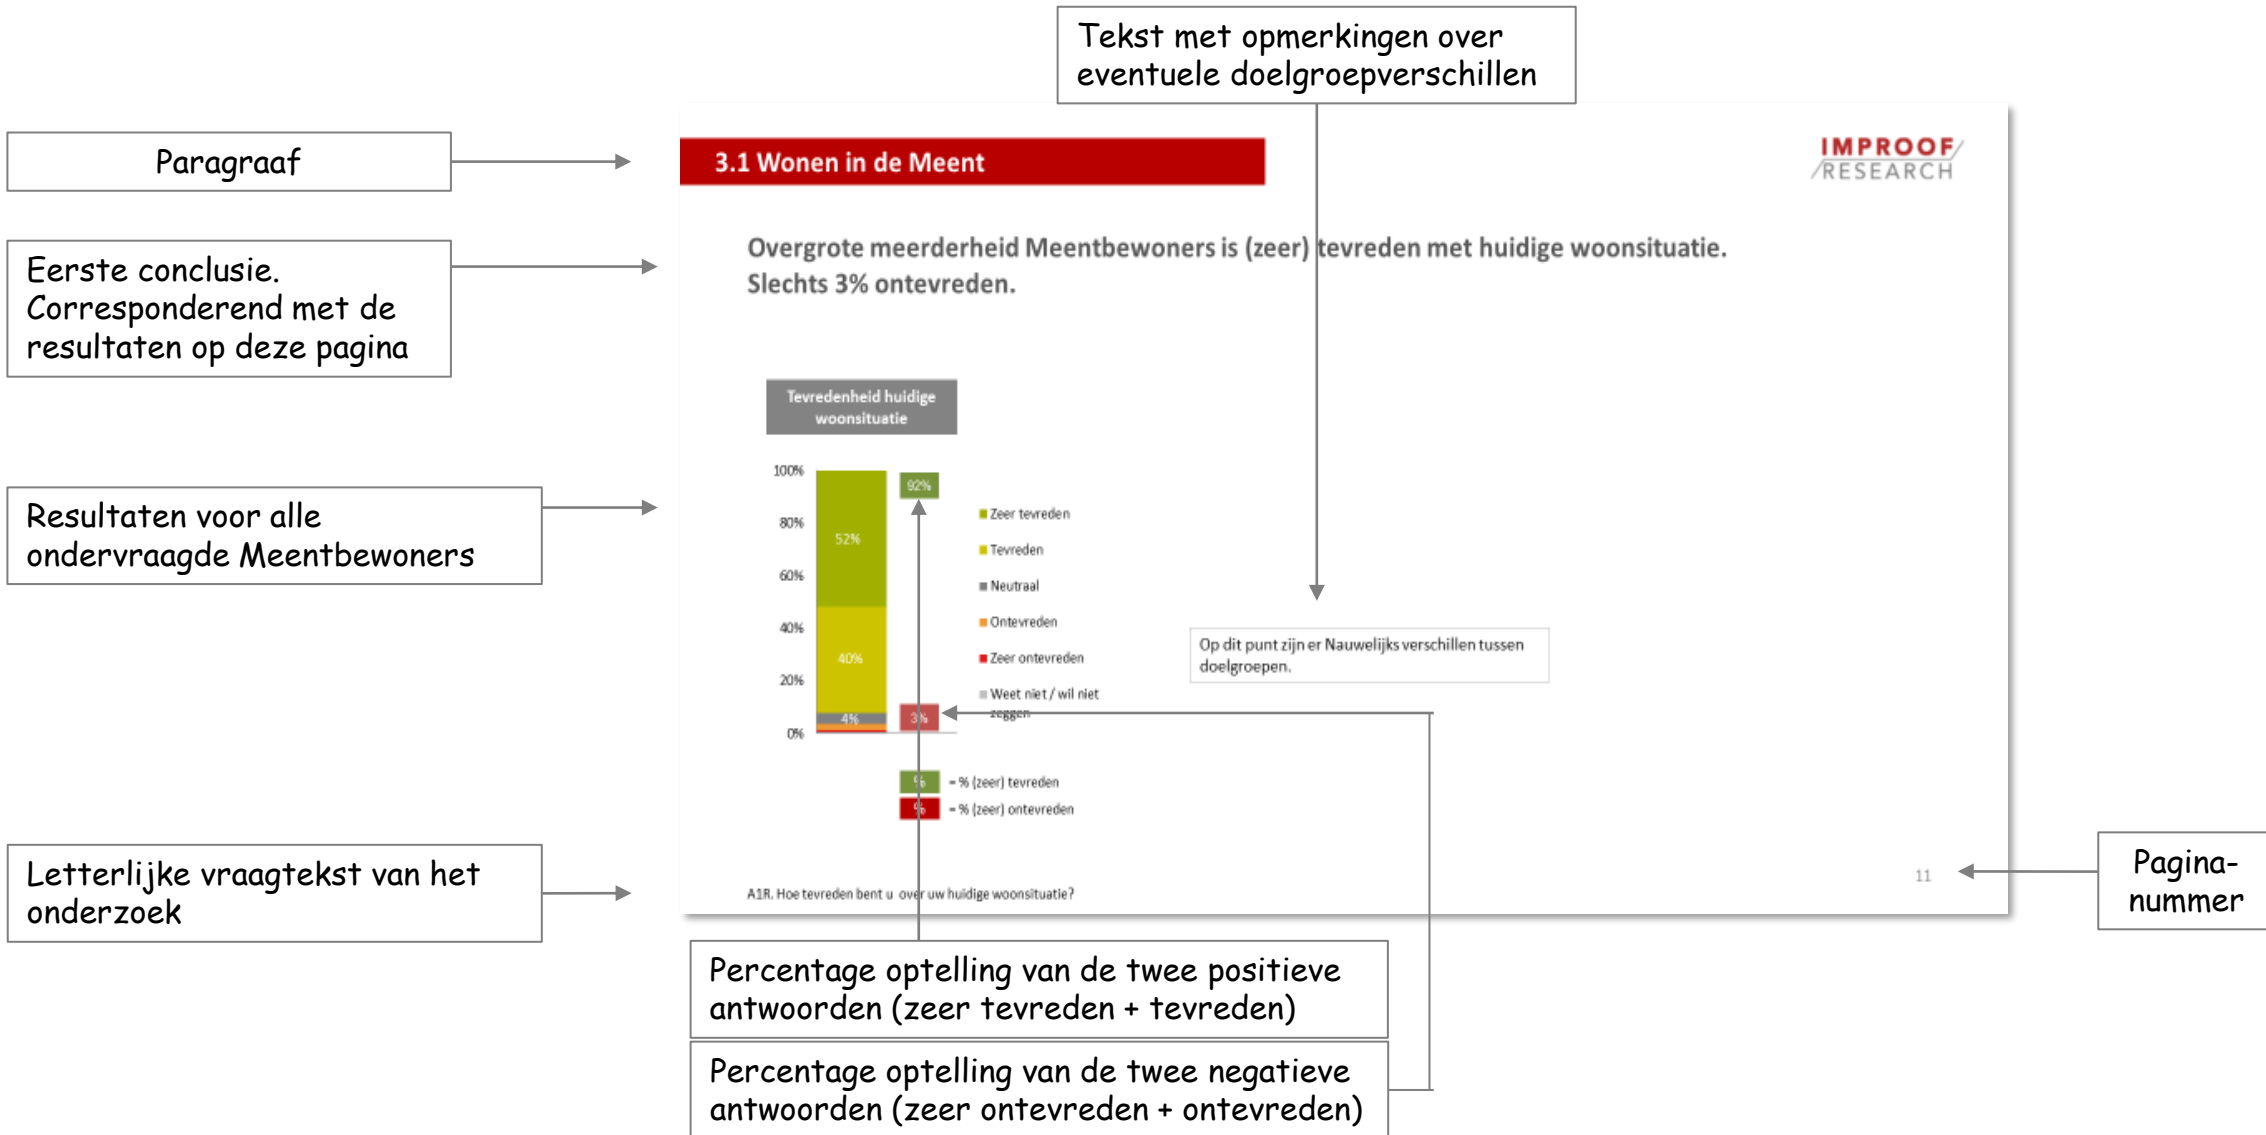 Tekst met opmerkingen over
eventuele doelgroepverschillen
Paragraaf
3.1 Wonen in de Meent
IMPROOF
RESEARCH
Eerste conclusie.
Corresponderend met de
resultaten op deze pagina
Overgrote meerderheid Meentbewoners is (zeer) tevreden met huidige woonsituatie.
Slechts 3% ontevreden.
Tevredenheid huidige
woonsituatie
Resultaten voor alle
ondervraagde Meentbewoners
100%
80%
60%
40%
20%
0%
52%
40%
4%
92%
3%
Zeer tevreden
Tevreden
Neutraal
Ontevreden
Zeer ontevreden
Weet niet / wil niet
zeggen
Op dit punt zijn er Nauwelijks verschillen tussen
doelgroepen.
% = % (zeer) tevreden
% = % (zeer) ontevreden
Letterlijke vraagtekst van het
onderzoek
A1R. Hoe tevreden bent u over uw huidige woonsituatie?
11
Pagina-
nummer
Percentage optelling van de twee positieve
antwoorden (zeer tevreden + tevreden)
Percentage optelling van de twee negatieve
antwoorden (zeer ontevreden + ontevreden)